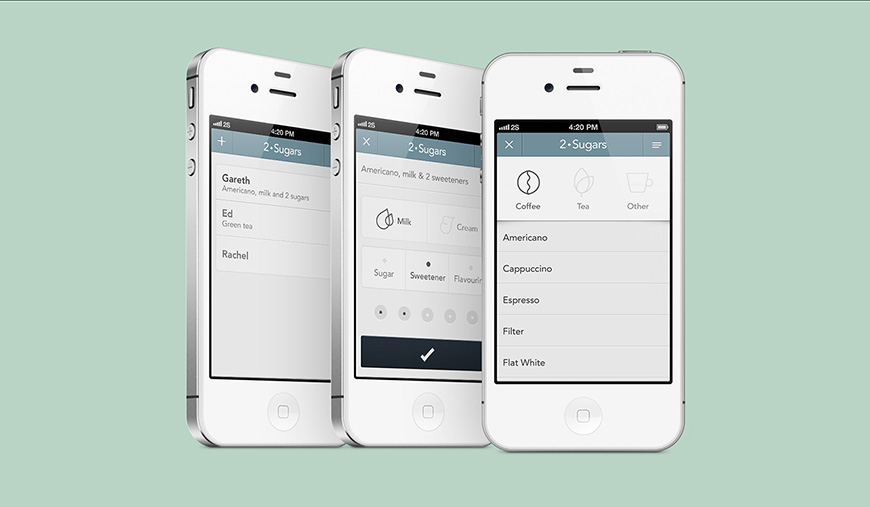 2S
4:20 PM
2•Sugars
Gareth
Americano, milk and 2 sugars
Ed
Green tea
Rachel
2S
4:20 PM
2•Sugars
Americano, milk & 2 sweeteners
Milk
Cream
Sugar
Sweetener
Flavourin
2S
4:20 PM
2•Sugars
Coffee
Tea
Other
Americano
Cappuccino
Espresso
Filter
Flat White